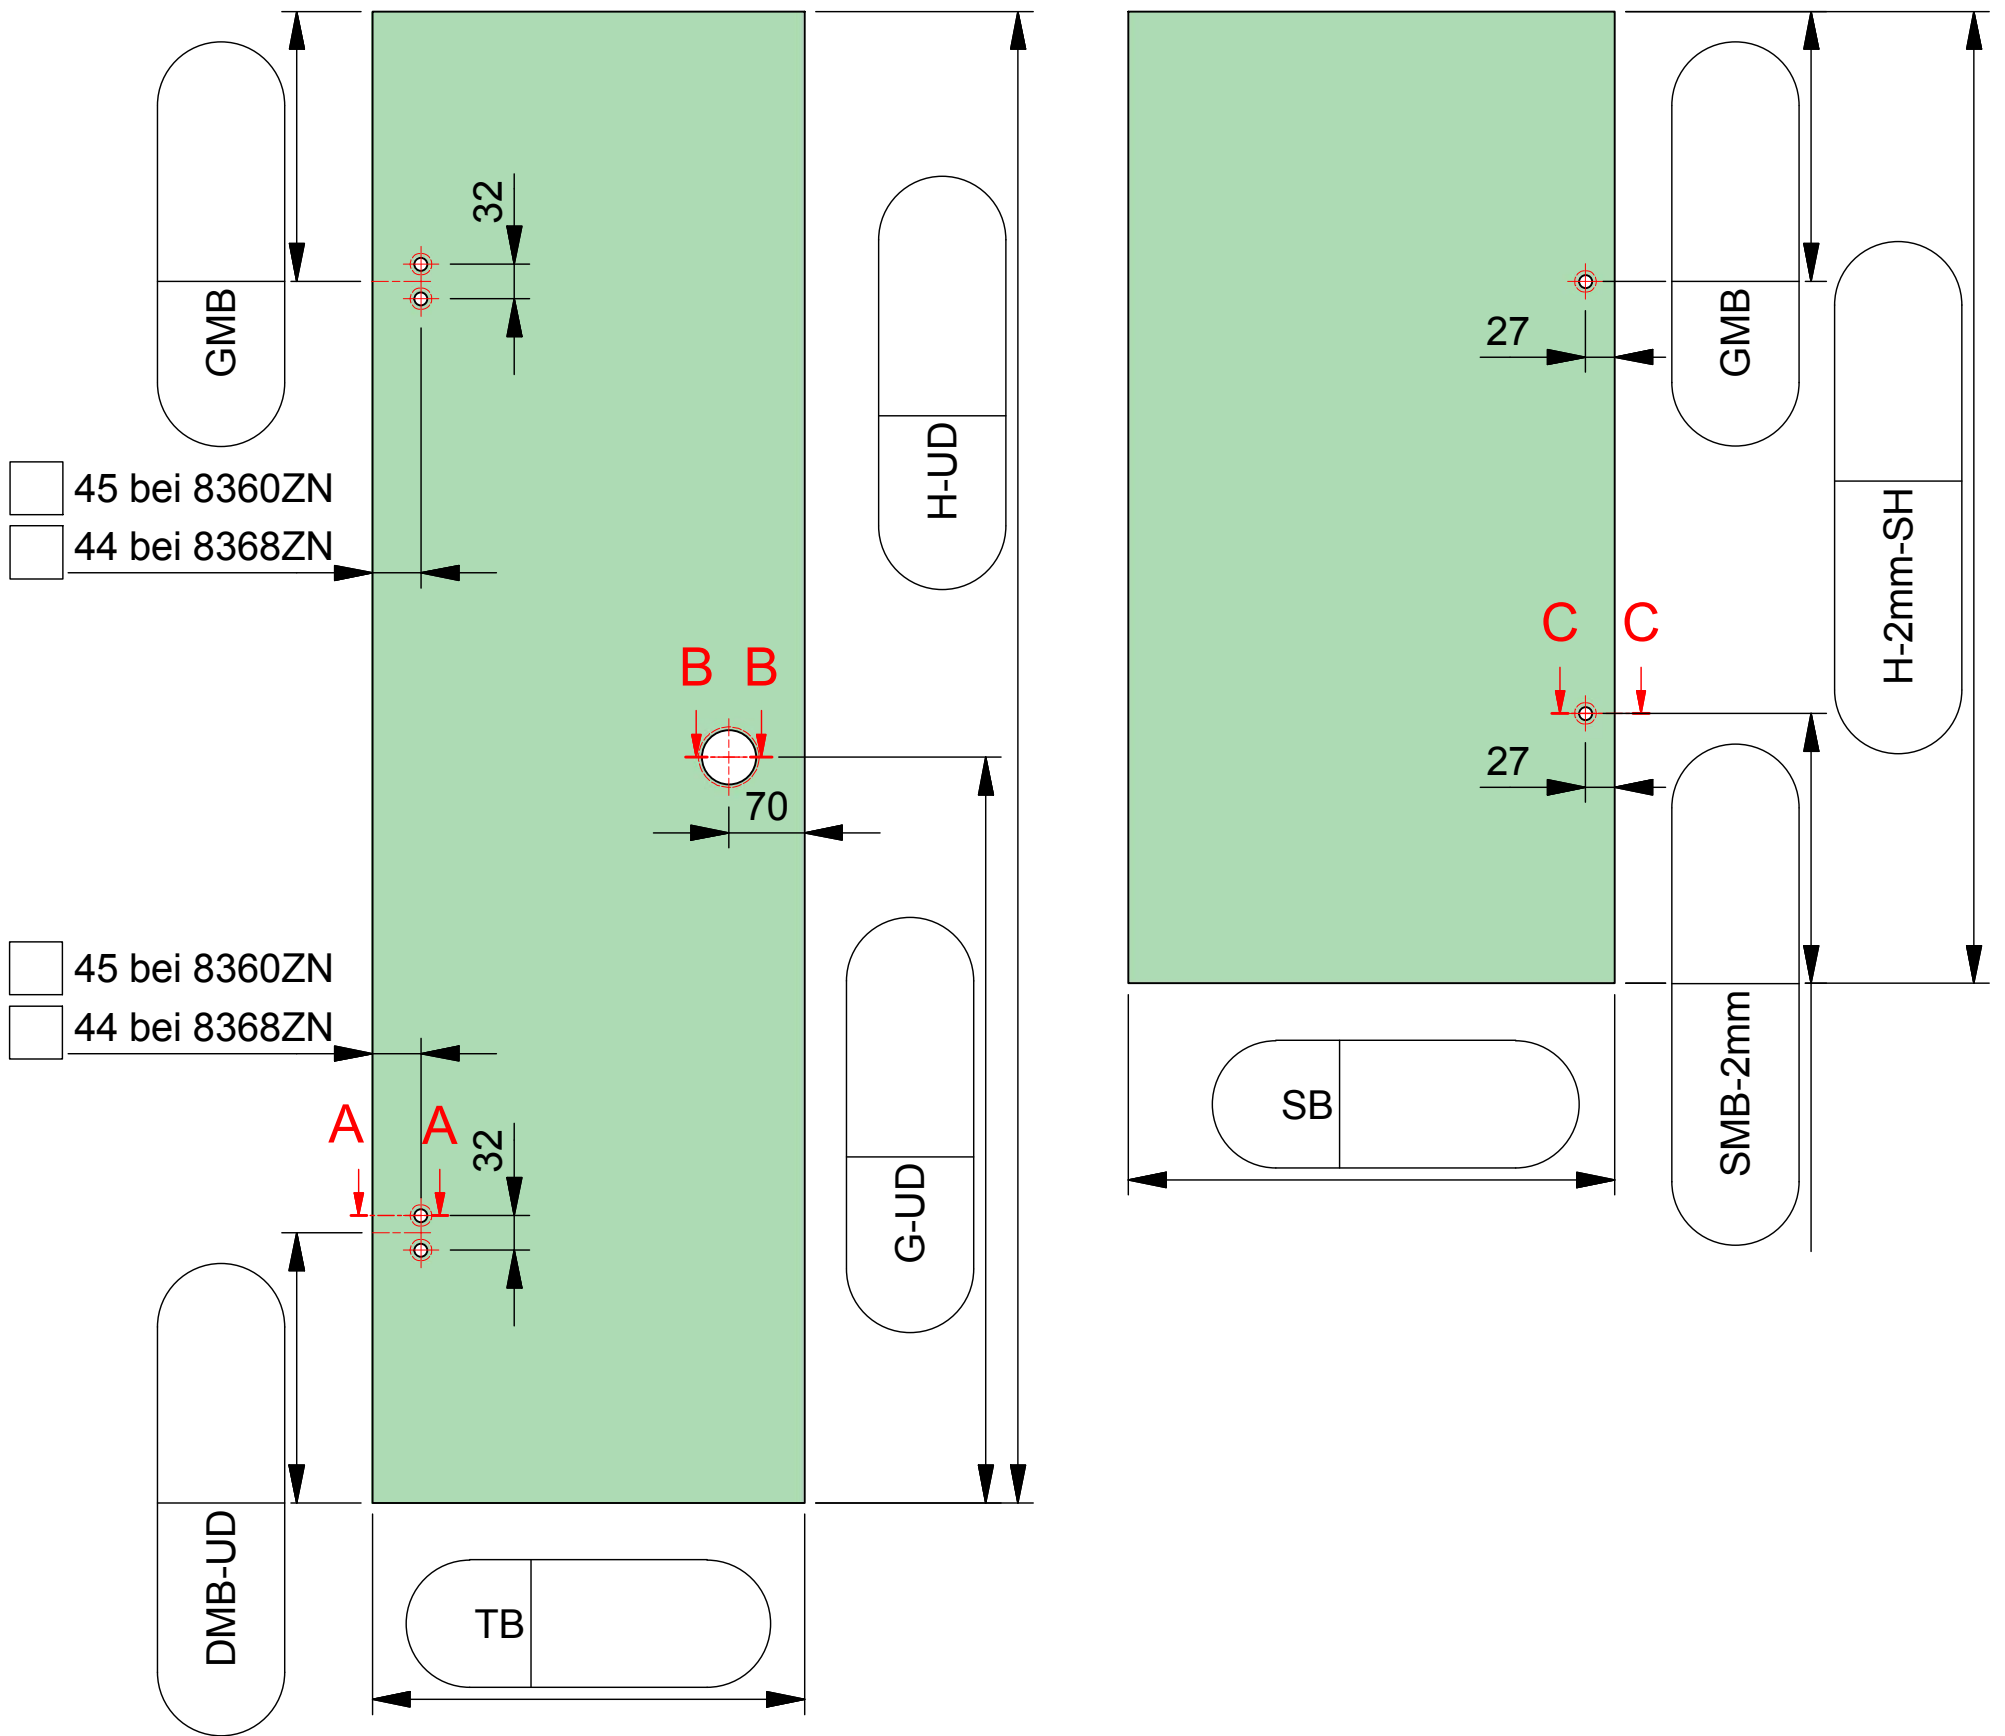 GMB
32
H-UD
45 bei 8360ZN
44 bei 8368ZN
B B
70
45 bei 8360ZN
44 bei 8368ZN
A A
32
G-UD
DMB-UD
TB
GMB
27
H-2mm-SH
C C
27
SMB-2mm
SB